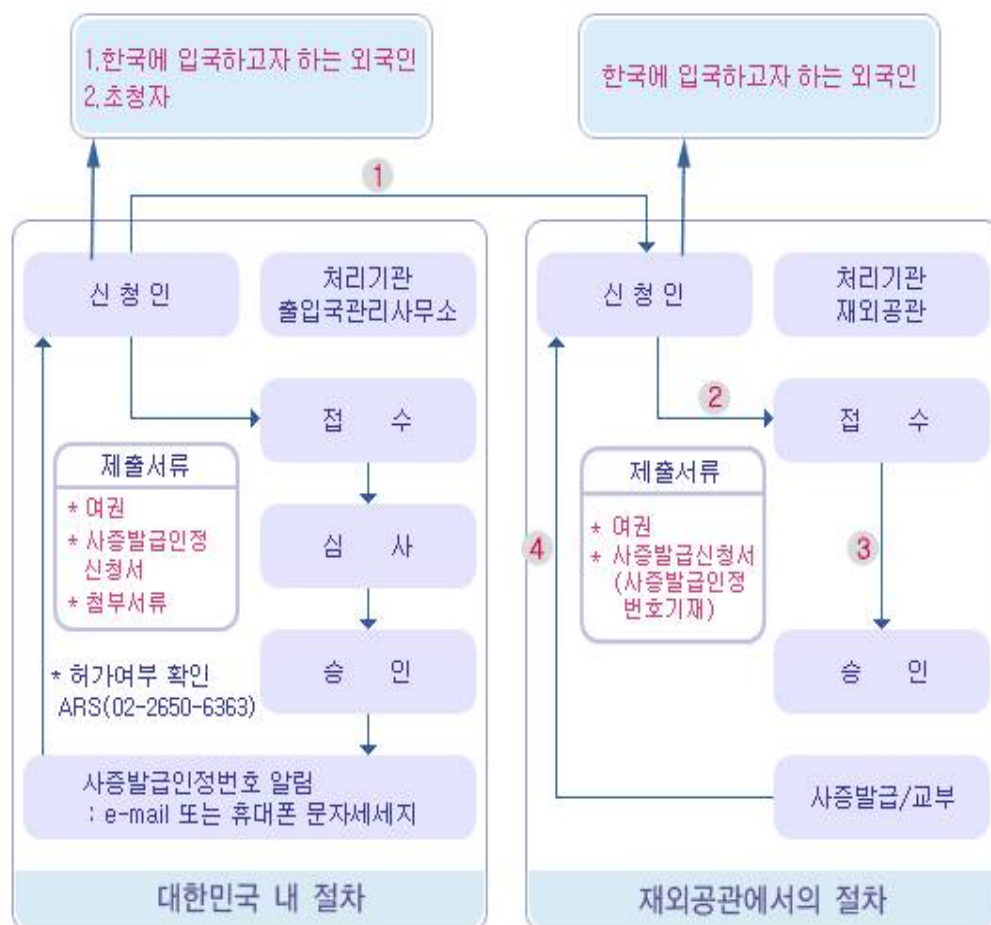 1.한국에 입국하고자 하는 외국인
2.초청자
한국에 입국하고자 하는 외국인
1
신 청 인
처리기관
출입국관리사무소
접 수
제출서류
* 여권
* 사증발급인정
신청서
* 첨부서류
심 사
* 허가여부 확인
ARS(02-2650-6363)
승 인
사증발급인정번호 알림
: e-mail 또는 휴대폰 문자세세지
대한민국 내 절차
신 청 인
처리기관
재외공관
2
접 수
제출서류
* 여권
* 사증발급신청서
(사증발급인정
번호기재)
4
3
승 인
사증발급/교부
재외공관에서의 절차